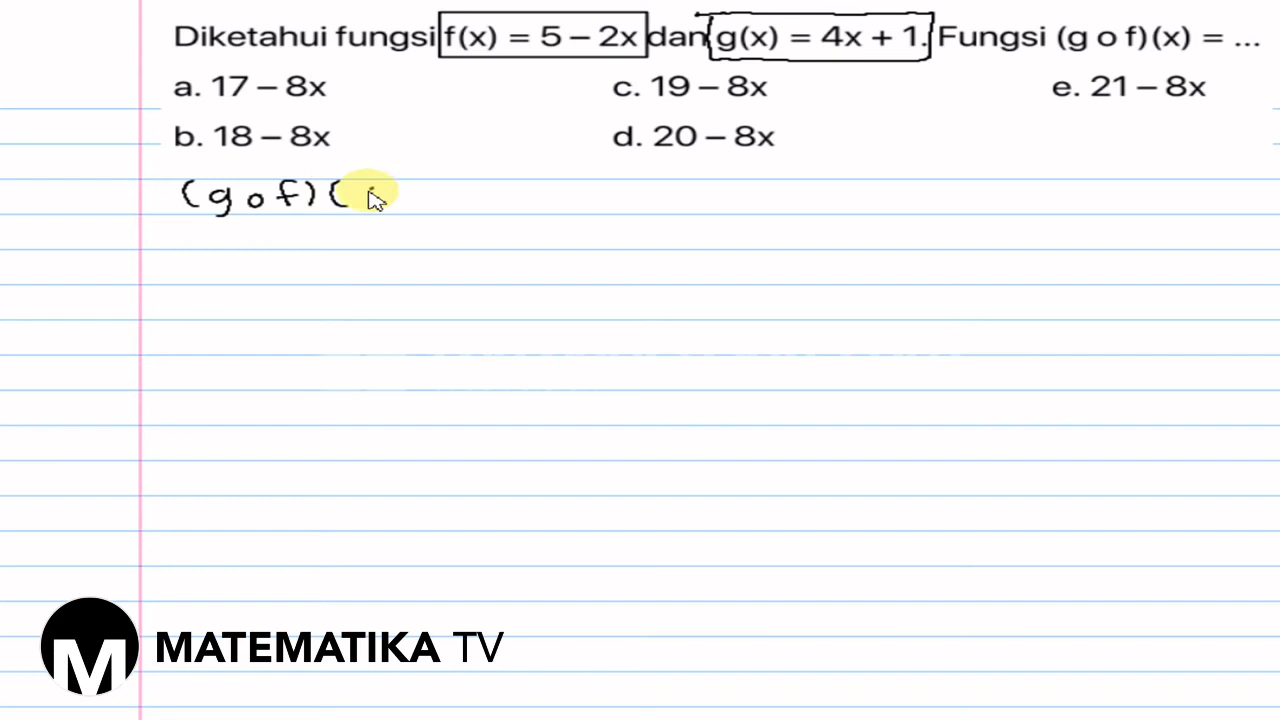 Diketahui fungsi f(x) = 5 – 2x dan g(x) = 4x + 1. Fungsi (g o f)(x) = ...
a. 17 – 8x c. 19 – 8x e. 21 – 8x
b. 18 – 8x d. 20 – 8x
(g o f) (
M MATEMATIKA TV